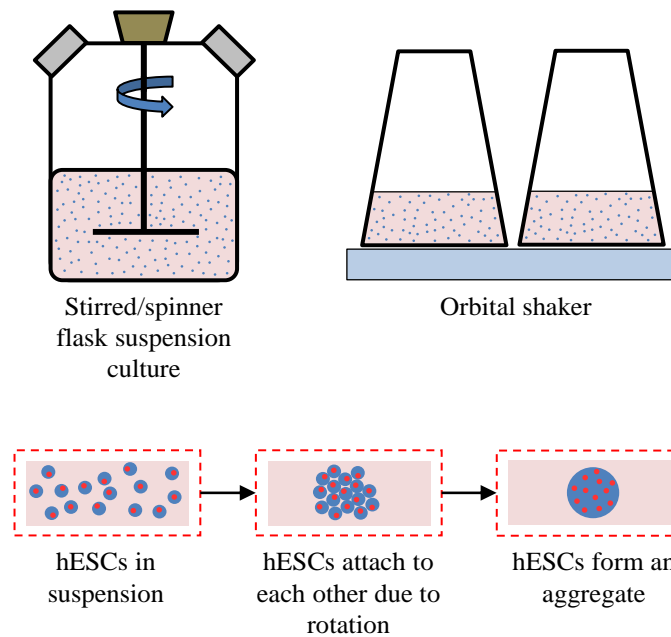 Stirred/spinner
flask suspension
culture
Orbital shaker
hESCs in
suspension
hESCs attach to
each other due to
rotation
hESCs form an
aggregate